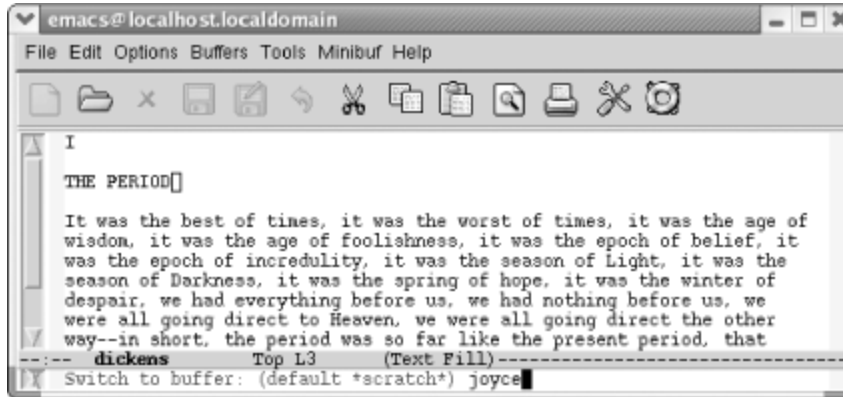 emacs@localhost.localdomain
File Edit Options Buffers Tools Minibuf Help
I
THE PERIOD
It was the best of times, it was the worst of times, it was the age of
wisdom, it was the age of foolishness, it was the epoch of belief, it
was the epoch of incredulity, it was the season of Light, it was the
season of Darkness, it was the spring of hope, it was the winter of
despair, we had everything before us, we had nothing before us, we
were all going direct to Heaven, we were all going direct the other
way--in short, the period was so far like the present period, that
--:-- dickens Top L3 (Text Fill)--------------------------------------
Switch to buffer: (default *scratch*) joyce